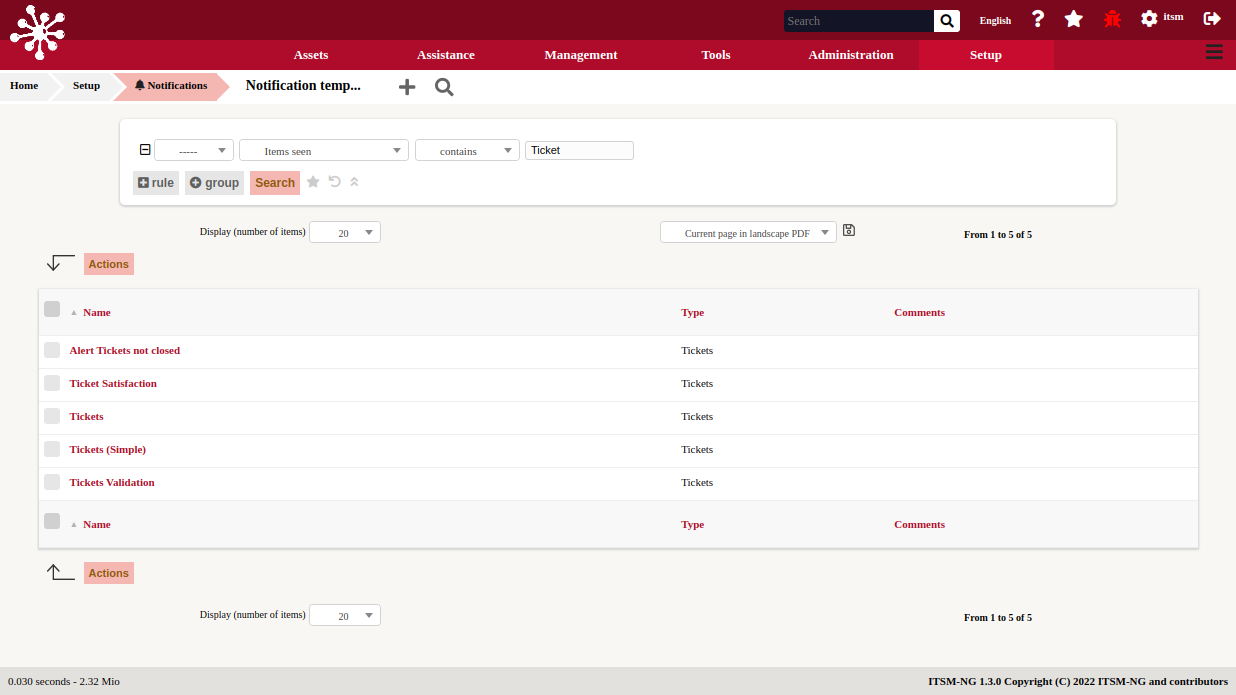 Search
English
itsm
Assets
Assistance
Management
Tools
Administration
Setup
Home
Setup
Notifications
Notification temp...
-----
Items seen
contains
Ticket
rule
group
Search
Display (number of items)
20
Current page in landscape PDF
From 1 to 5 of 5
Actions
Name
Type
Comments
Alert Tickets not closed
Tickets
Ticket Satisfaction
Tickets
Tickets
Tickets
Tickets (Simple)
Tickets
Tickets Validation
Tickets
Name
Type
Comments
Actions
Display (number of items)
20
From 1 to 5 of 5
0.030 seconds - 2.32 Mio
ITSM-NG 1.3.0 Copyright (C) 2022 ITSM-NG and contributors